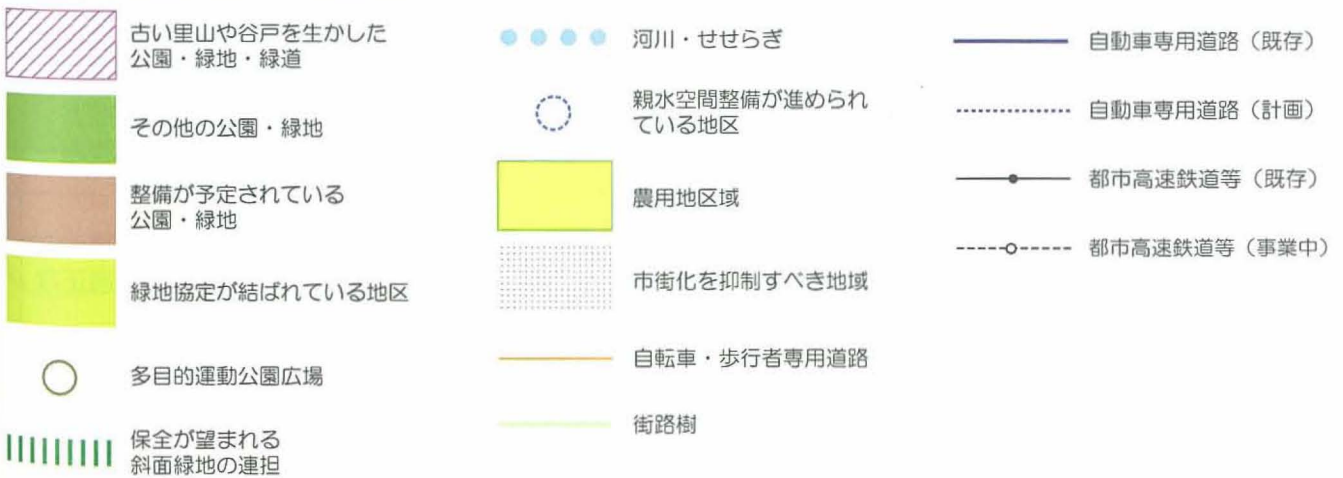 古い里山や谷戸を生かした
公園・緑地・緑道
その他の公園・緑地
整備が予定されている
公園・緑地
緑地協定が結ばれている地区
多目的運動公園広場
保全が望まれる
斜面緑地の連担
河川・せせらぎ
親水空間整備が進められ
ている地区
農用地区域
市街化を抑制すべき地域
自転車・歩行者専用道路
街路樹
自動車専用道路（既存）
自動車専用道路（計画）
都市高速鉄道等（既存）
都市高速鉄道等（事業中）